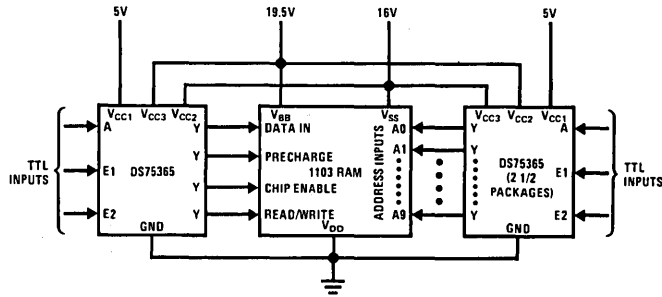 5V 19.5V 16V 5V
VCC1 VCC3 VCC2 VBB VSS VCC3 VCC2 VCC1
A Y DATA IN A0 Y A
Y PRECHARGE A1 Y
TTL INPUTS E1 DS75365 1103 RAM ADDRESS INPUTS DS75365 (2 1/2 PACKAGES) E1 TTL INPUTS
Y CHIP ENABLE
E2 Y READ/WRITE A9 Y E2
GND VDD GND